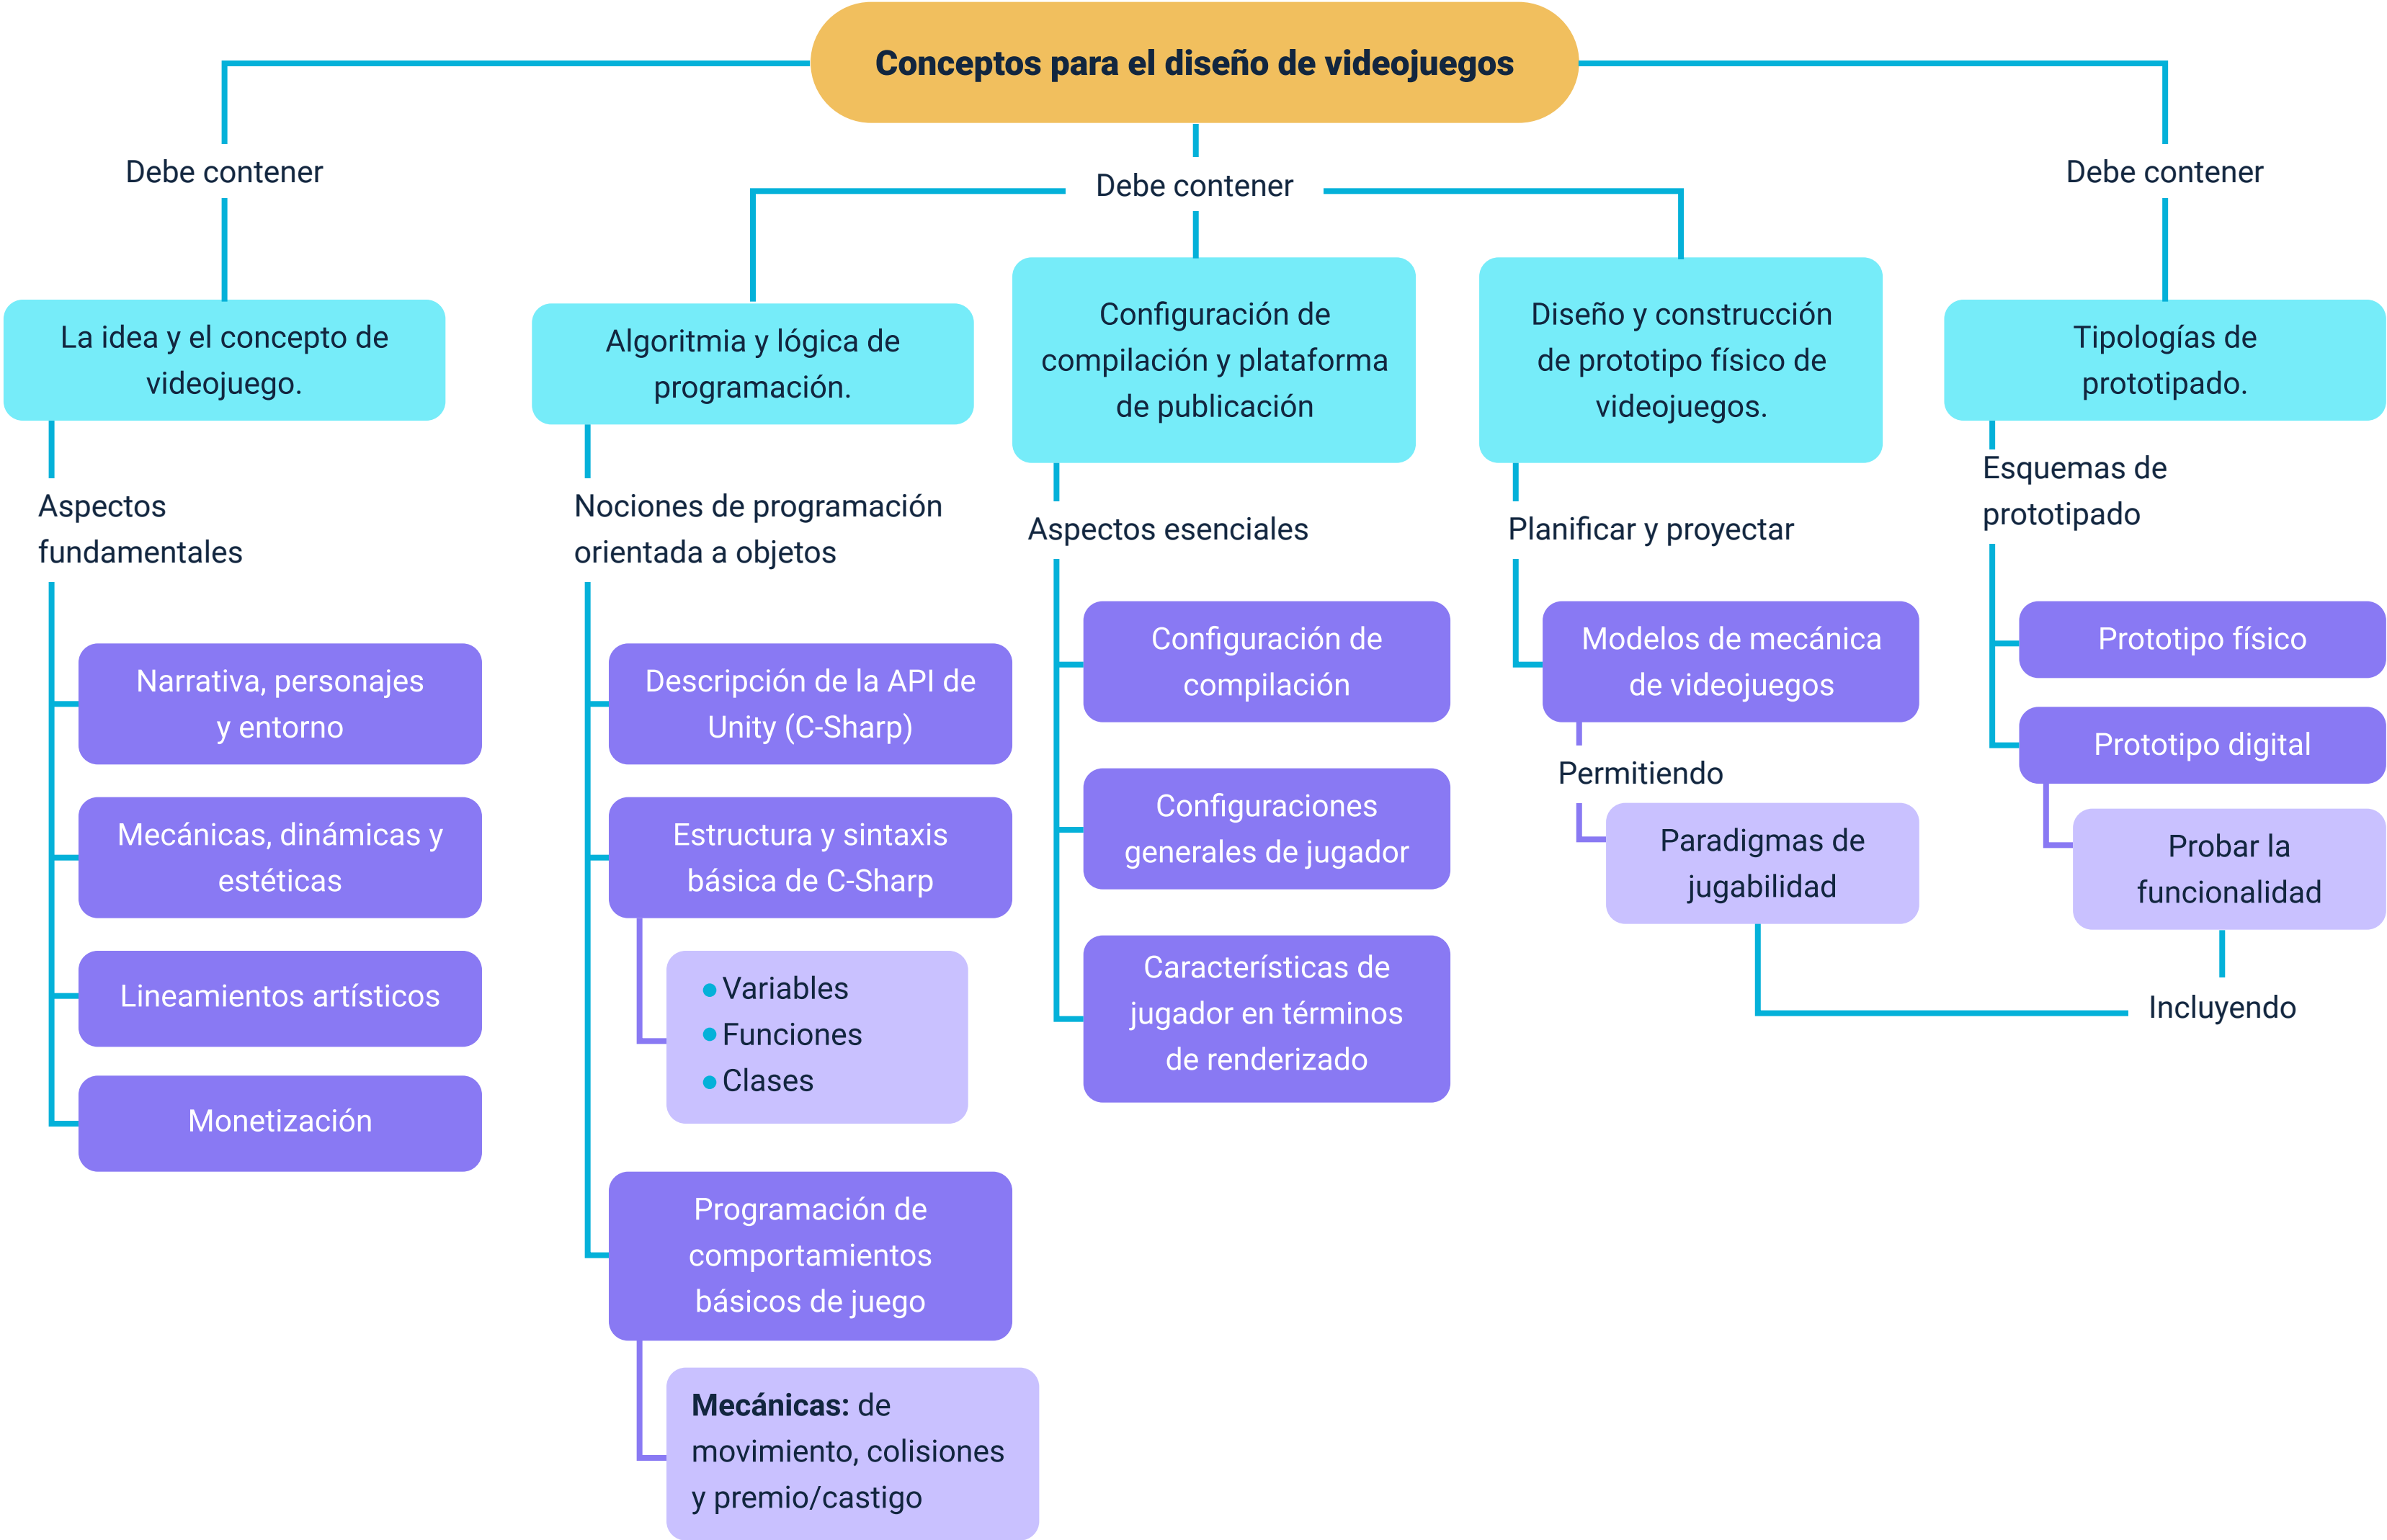 Conceptos para el diseño de videojuegos
Debe contener
La idea y el concepto de
videojuego.
Aspectos
fundamentales
Narrativa, personajes
y entorno
Mecánicas, dinámicas y
estéticas
Lineamientos artísticos
Monetización
Debe contener
Algoritmia y lógica de
programación.
Nociones de programación
orientada a objetos
Descripción de la API de
Unity (C-Sharp)
Estructura y sintaxis
básica de C-Sharp
Variables
Funciones
Clases
Programación de
comportamientos
básicos de juego
Mecánicas: de
movimiento, colisiones
y premio/castigo
Configuración de
compilación y plataforma
de publicación
Aspectos esenciales
Configuración de
compilación
Configuraciones
generales de jugador
Características de
jugador en términos
de renderizado
Diseño y construcción
de prototipo físico de
videojuegos.
Planificar y proyectar
Modelos de mecánica
de videojuegos
Permitiendo
Paradigmas de
jugabilidad
Debe contener
Tipologías de
prototipado.
Esquemas de
prototipado
Prototipo físico
Prototipo digital
Probar la
funcionalidad
Incluyendo